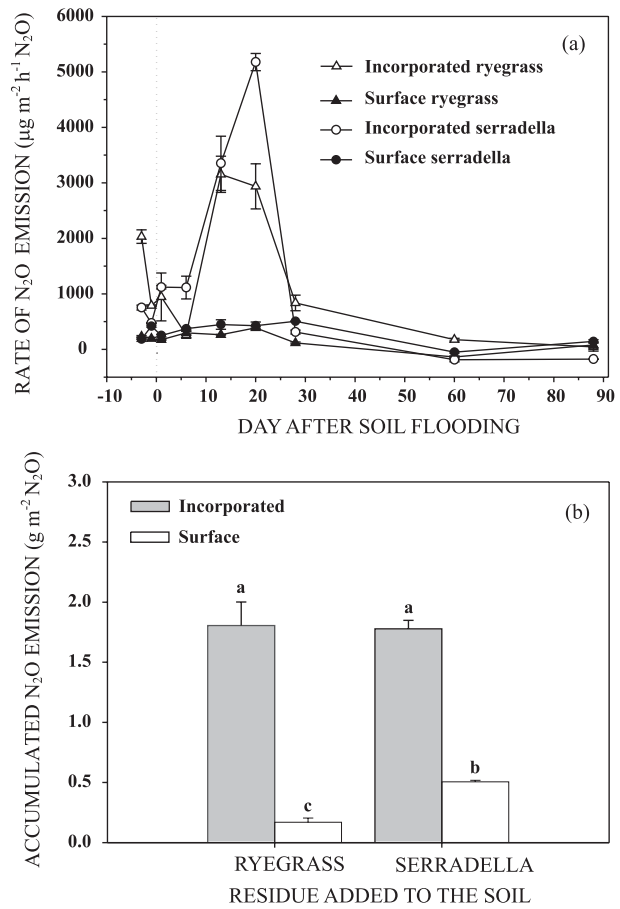 6000
5000
4000
3000
2000
1000
0
RATE OF N₂O EMISSION (µg m⁻² h⁻¹ N₂O)
(a)
Incorporated ryegrass
Surface ryegrass
Incorporated serradella
Surface serradella
-10 0 10 20 30 40 50 60 70 80 90
DAY AFTER SOIL FLOODING
3.0
2.5
2.0
1.5
1.0
0.5
0.0
ACCUMULATED N₂O EMISSION (g m⁻² N₂O)
(b)
Incorporated
Surface
a
a
b
c
RYEGRASS SERRADELLA
RESIDUE ADDED TO THE SOIL